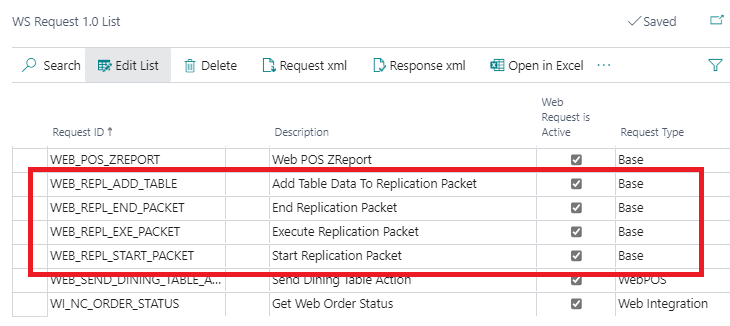 WS Request 1.0 List
Saved
Search Edit List Delete Request xml Response xml Open in Excel ...
Request ID ↑ Description Web Request is Active Request Type
WEB_POS_ZREPORT Web POS ZReport Base
WEB_REPL_ADD_TABLE Add Table Data To Replication Packet Base
WEB_REPL_END_PACKET End Replication Packet Base
WEB_REPL_EXE_PACKET Execute Replication Packet Base
WEB_REPL_START_PACKET Start Replication Packet Base
WEB_SEND_DINING_TABLE_A... Send Dining Table Action WebPOS
WI_NC_ORDER_STATUS Get Web Order Status Web Integration